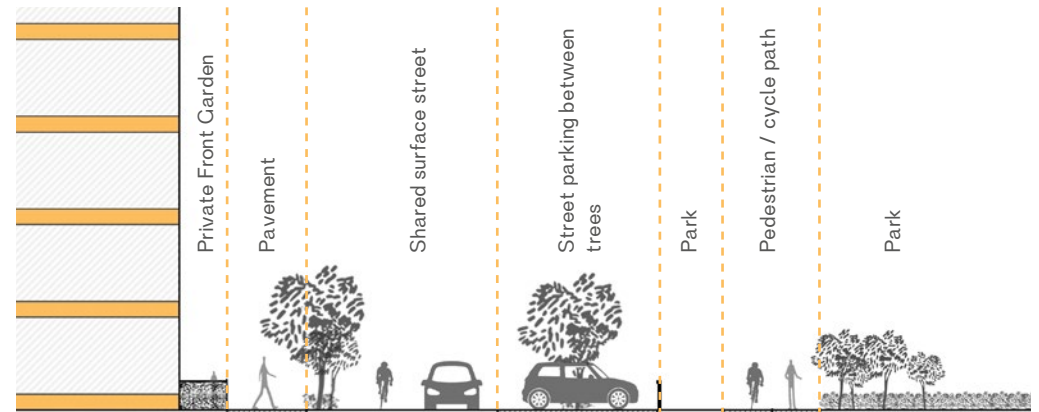 Private Front Garden
Pavement
Shared surface street
Street parking between
trees
Park
Pedestrian / cycle path
Park